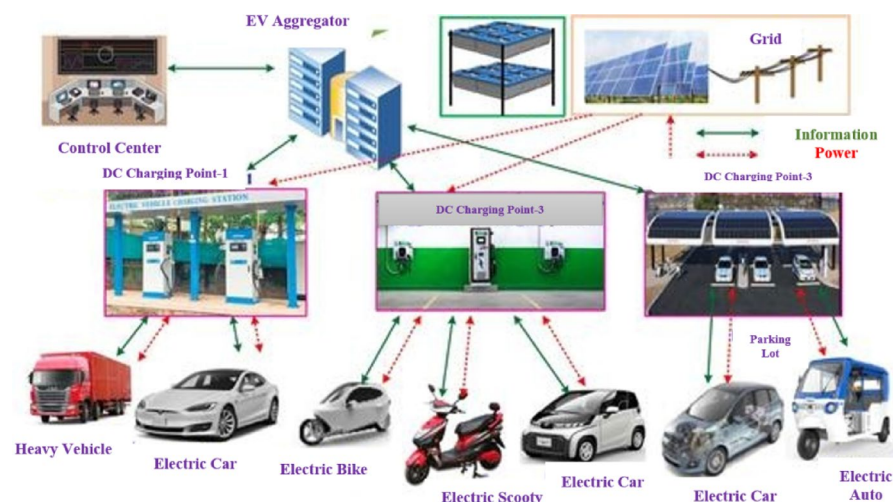 EV Aggregator
Grid
Control Center
Information
Power
DC Charging Point-1
DC Charging Point-3
ELECTRIC VEHICLE CHARGING STATION
DC Charging Point-3
Parking
Lot
Heavy Vehicle
Electric Car
Electric Bike
Electric Scooty
Electric Car
Electric Car
Electric
Auto